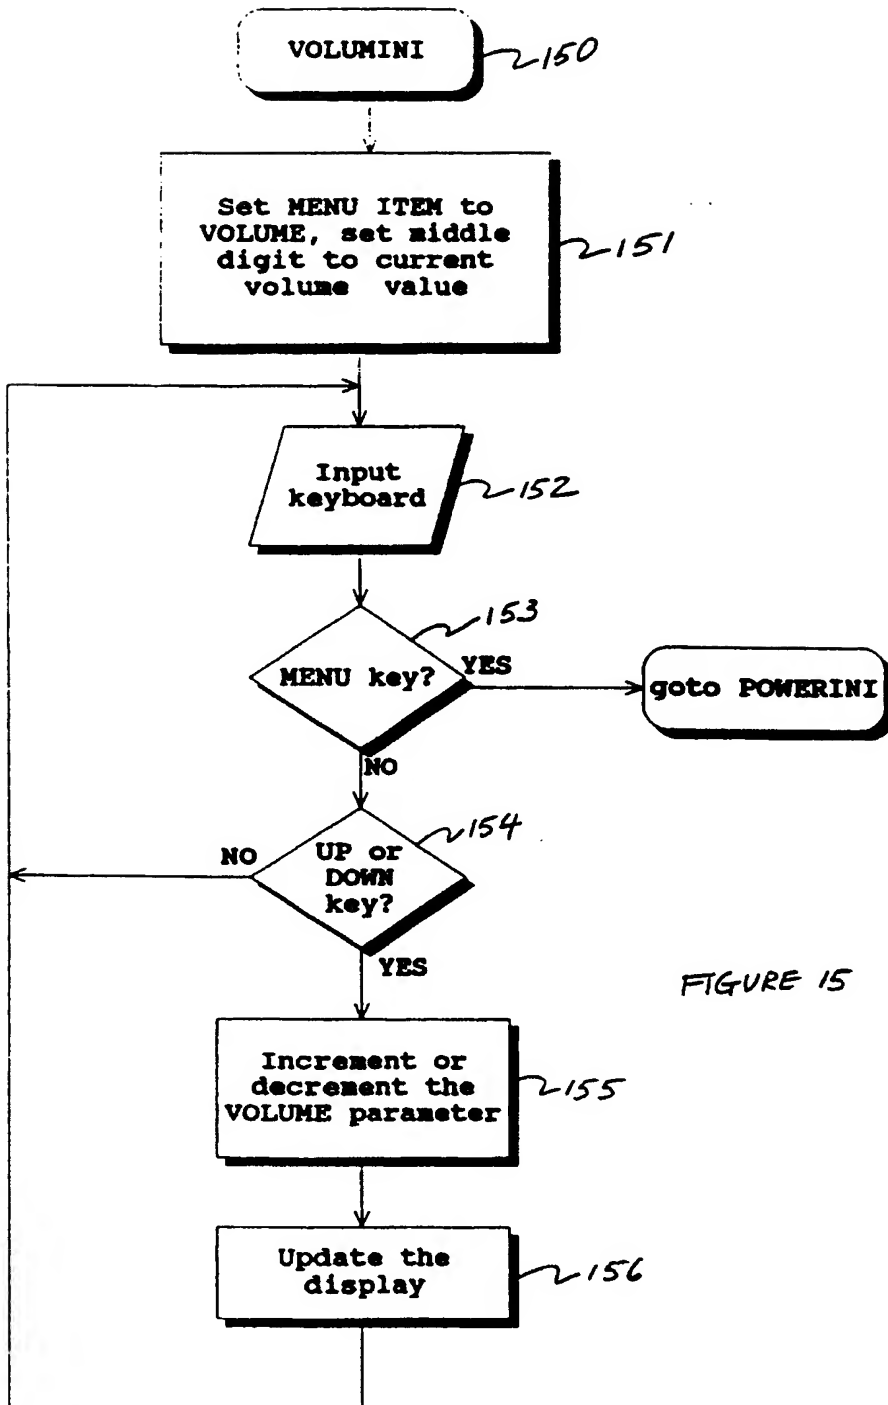 VOLUMINI
150
Set MENU ITEM to
VOLUME, set middle
digit to current
volume value
151
Input
keyboard
152
153
MENU key?
YES
goto POWERINI
NO
154
NO
UP or
DOWN
key?
YES
FIGURE 15
Increment or
decrement the
VOLUME parameter
155
Update the
display
156